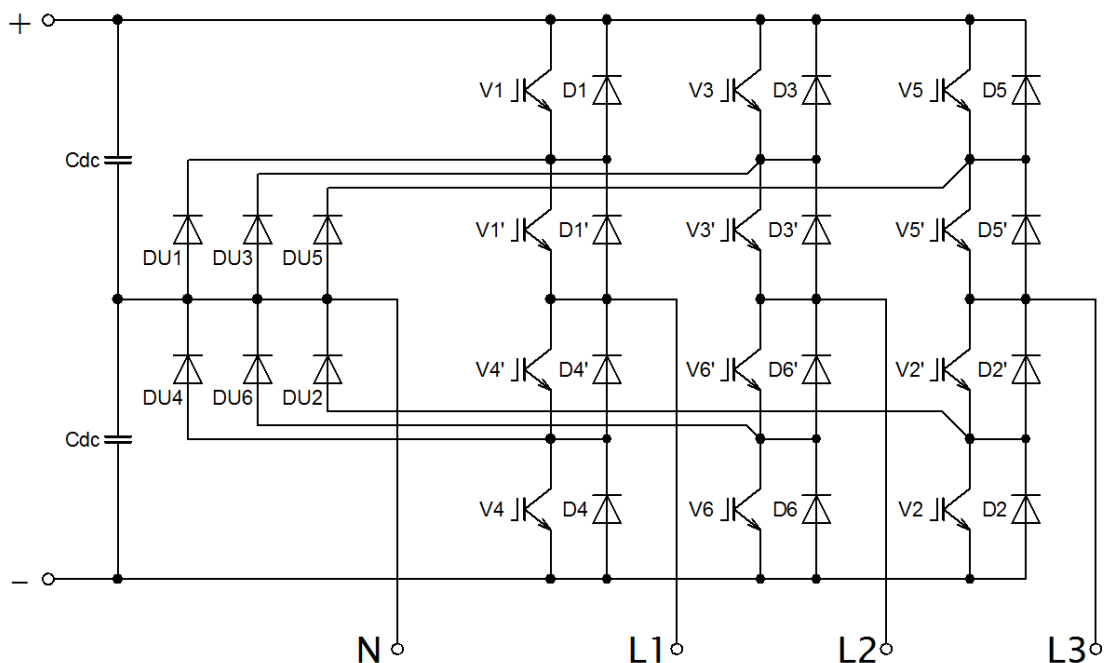 +
V1 D1 V3 D3 V5 D5
Cdc
V1' D1' V3' D3' V5' D5'
DU1 DU3 DU5
V4' D4' V6' D6' V2' D2'
DU4 DU6 DU2
Cdc
V4 D4 V6 D6 V2 D2
−
N L1 L2 L3